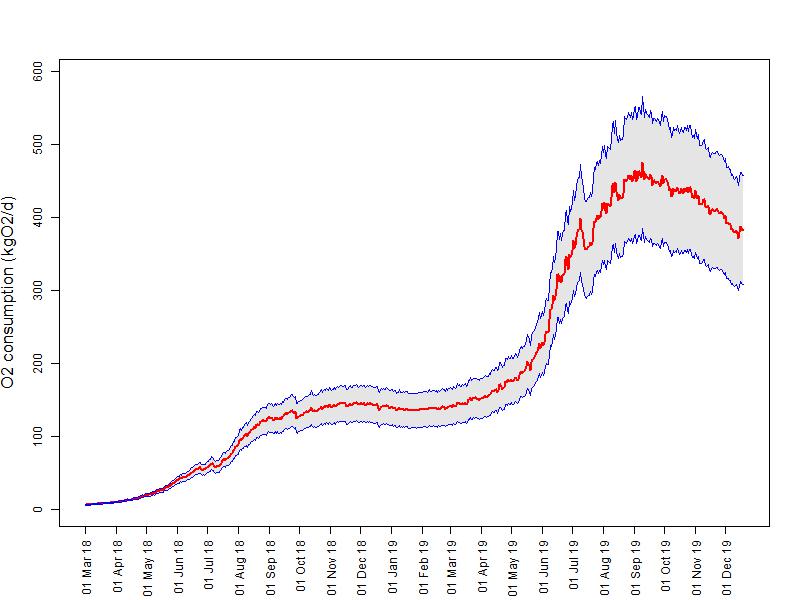 O2 consumption (kgO2/d)
600
500
400
300
200
100
0
01 Mar 18
01 Apr 18
01 May 18
01 Jun 18
01 Jul 18
01 Aug 18
01 Sep 18
01 Oct 18
01 Nov 18
01 Dec 18
01 Jan 19
01 Feb 19
01 Mar 19
01 Apr 19
01 May 19
01 Jun 19
01 Jul 19
01 Aug 19
01 Sep 19
01 Oct 19
01 Nov 19
01 Dec 19